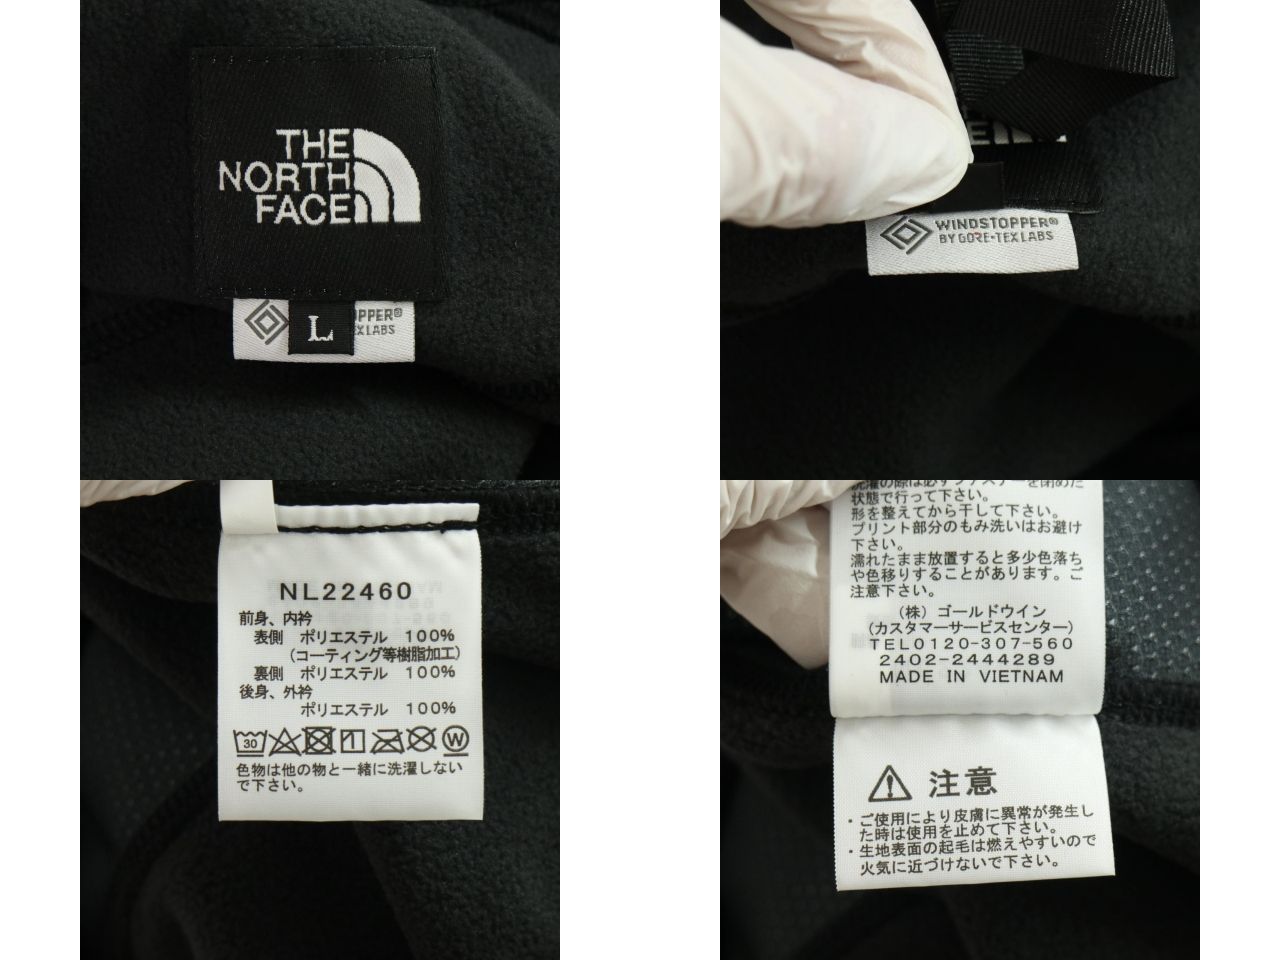 THE
NORTH
FACE
PPER®
X LABS
L
E
WINDSTOPPER®
BY GORE-TEX LABS
NL22460
前身、内衿
表側 ポリエステル 100%
(コーティング等樹脂加工)
裏側 ポリエステル 100%
後身、外衿
ポリエステル 100%
30
W
色物は他の物と一緒に洗濯しない
で下さい。
状態で行って下さい。
形を整えてから干して下さい。
プリント部分のもみ洗いはお避け
下さい。
濡れたまま放置すると多少色落ち
や色移りすることがあります。ご
注意下さい。
(株) ゴールドウイン
(カスタマーサービスセンター)
TEL0120-307-560
2402-2444289
MADE IN VIETNAM
注意
・ご使用により皮膚に異常が発生し
た時は使用を止めて下さい。
・生地表面の起毛は燃えやすいので
火気に近づけないで下さい。